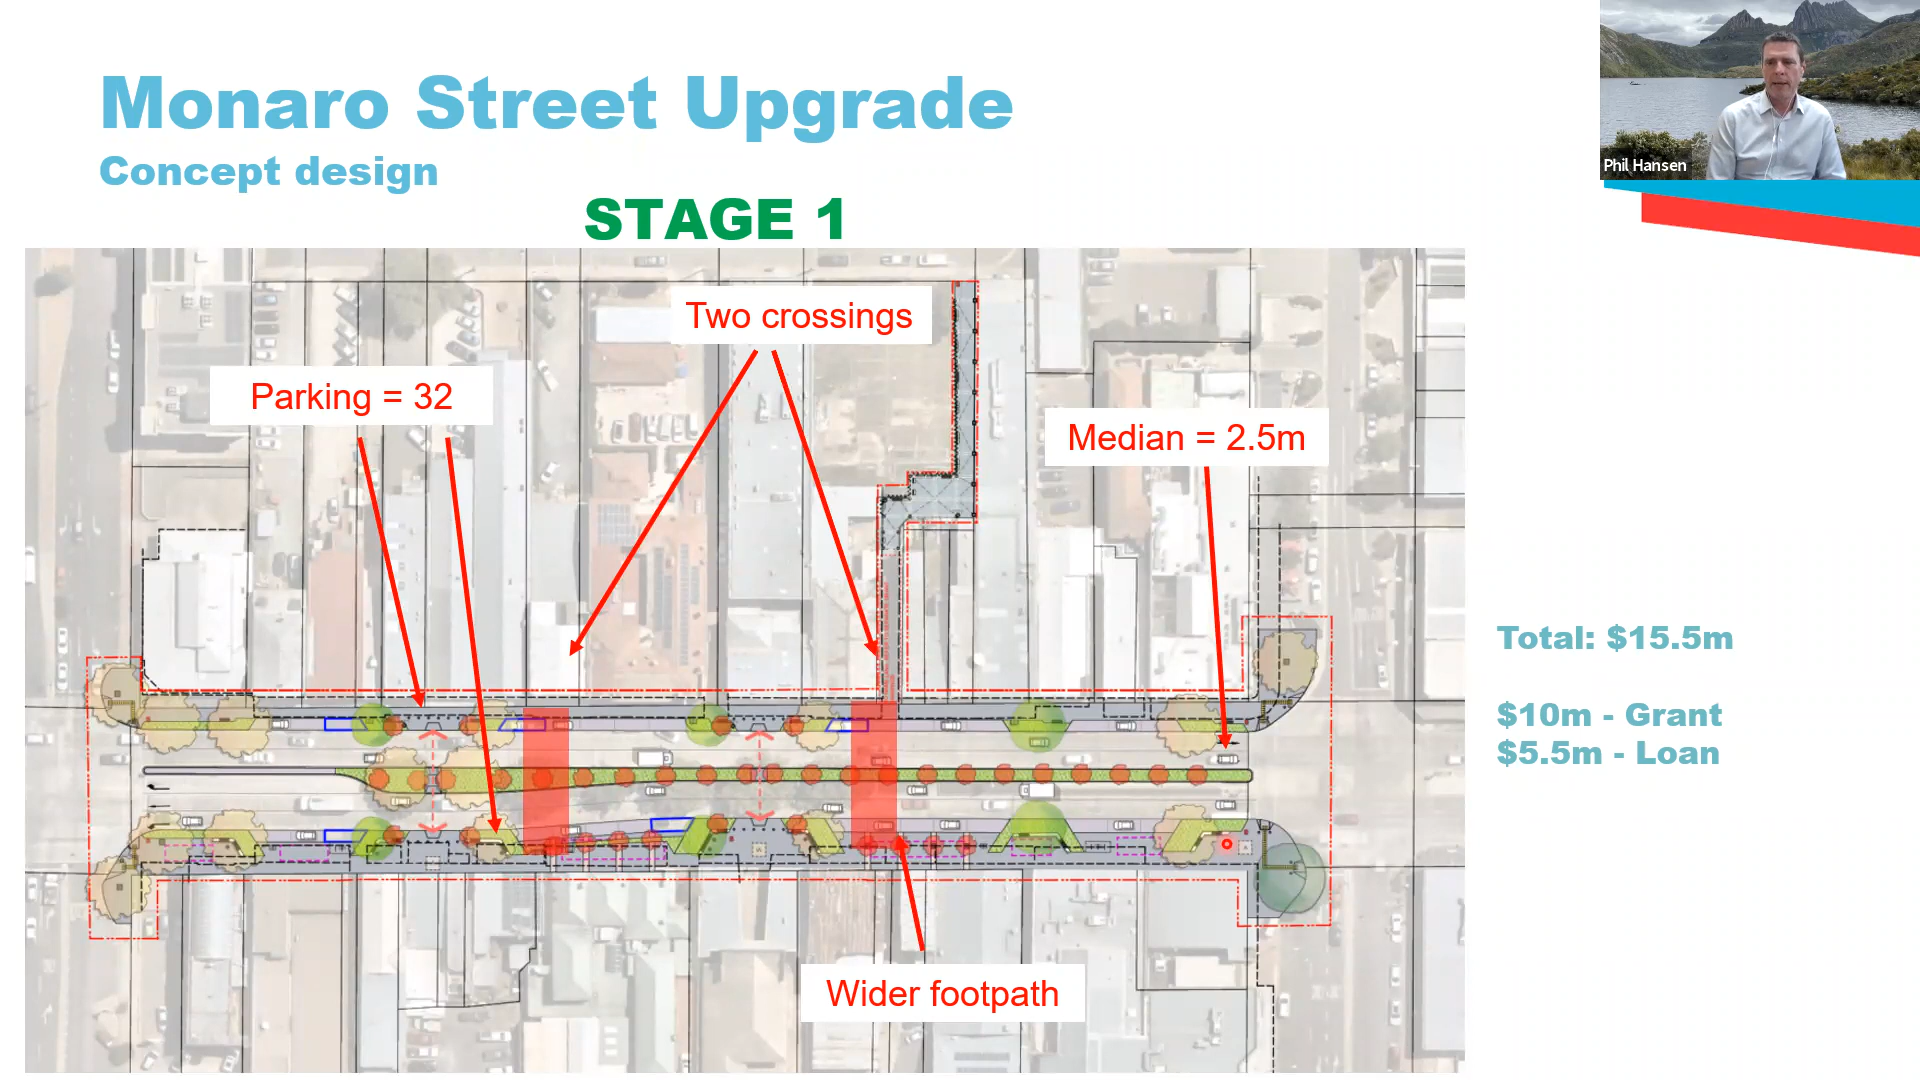 Monaro Street Upgrade
Concept design
STAGE 1
Phil Hansen
Two crossings
Parking = 32
Median = 2.5m
Wider footpath
Total: $15.5m
$10m - Grant
$5.5m - Loan